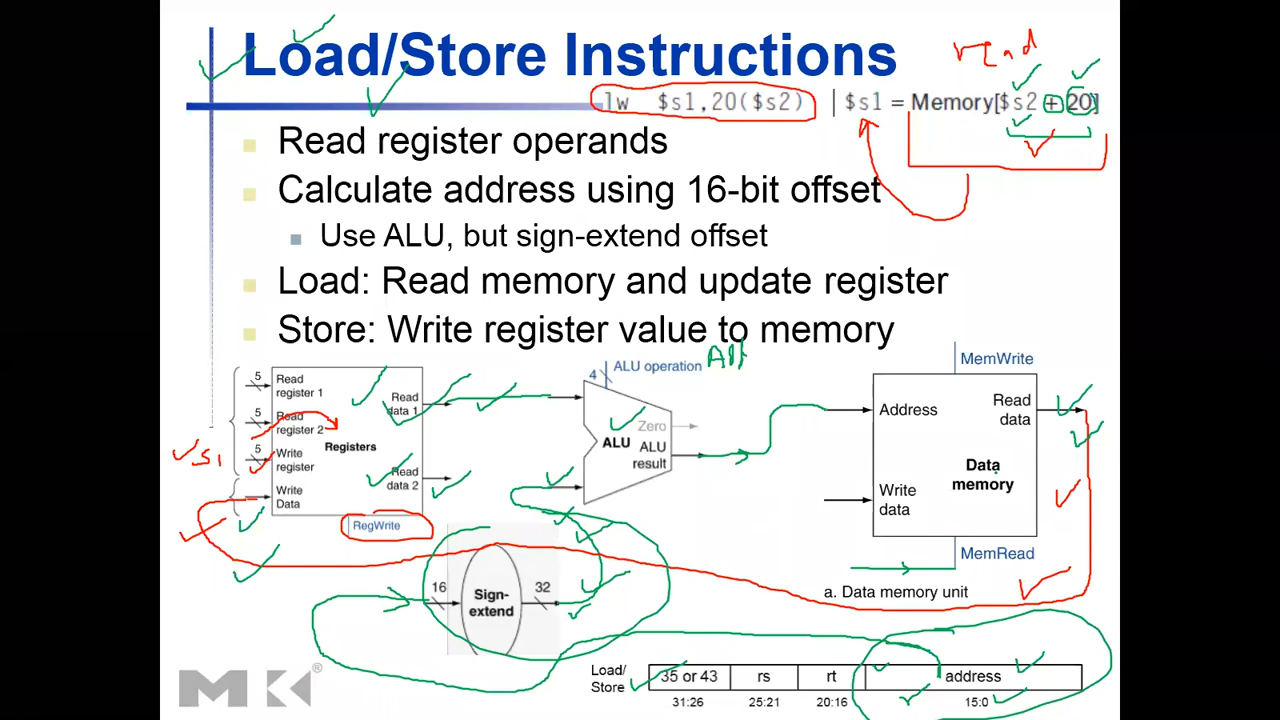 Load/Store Instructions
read
lw $s1,20($s2) | $s1 = Memory[$s2 + 20]
Read register operands
Calculate address using 16-bit offset
Use ALU, but sign-extend offset
Load: Read memory and update register
Store: Write register value to memory
5
Read
register 1
5
Read
register 2
5
Write
register
Write
Data
s1
Registers
Read
data 1
Read
data 2
RegWrite
4
ALU operation
Zero
ALU
ALU
result
MemWrite
Address
Read
data
Data
memory
Write
data
MemRead
a. Data memory unit
16
Sign-
extend
32
Load/
Store
35 or 43
rs
rt
address
31:26
25:21
20:16
15:0
MK®